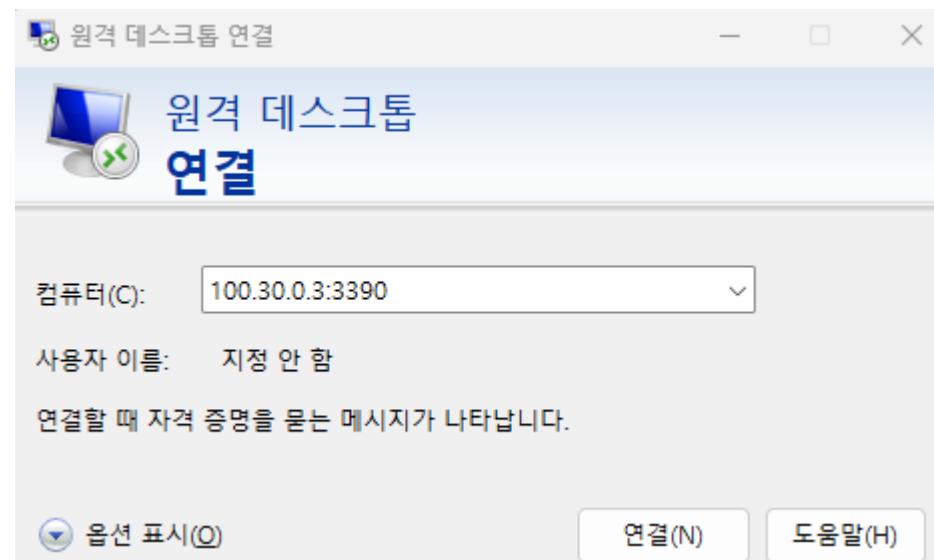 원격 데스크톱 연결
원격 데스크톱
연결
컴퓨터(C): 100.30.0.3:3390
사용자 이름: 지정 안 함
연결할 때 자격 증명을 묻는 메시지가 나타납니다.
옵션 표시(O) 연결(N) 도움말(H)